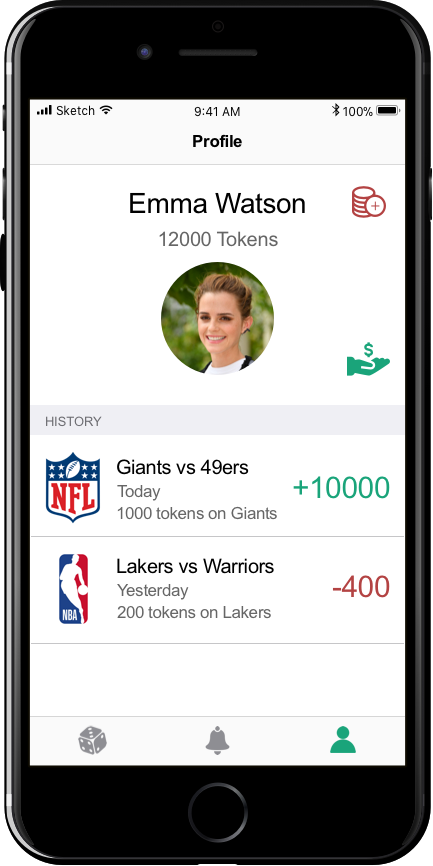 Sketch 9:41 AM 100%
Profile
Emma Watson
12000 Tokens
$
HISTORY
NFL
Giants vs 49ers
Today
1000 tokens on Giants
+10000
NBA
Lakers vs Warriors
Yesterday
200 tokens on Lakers
-400